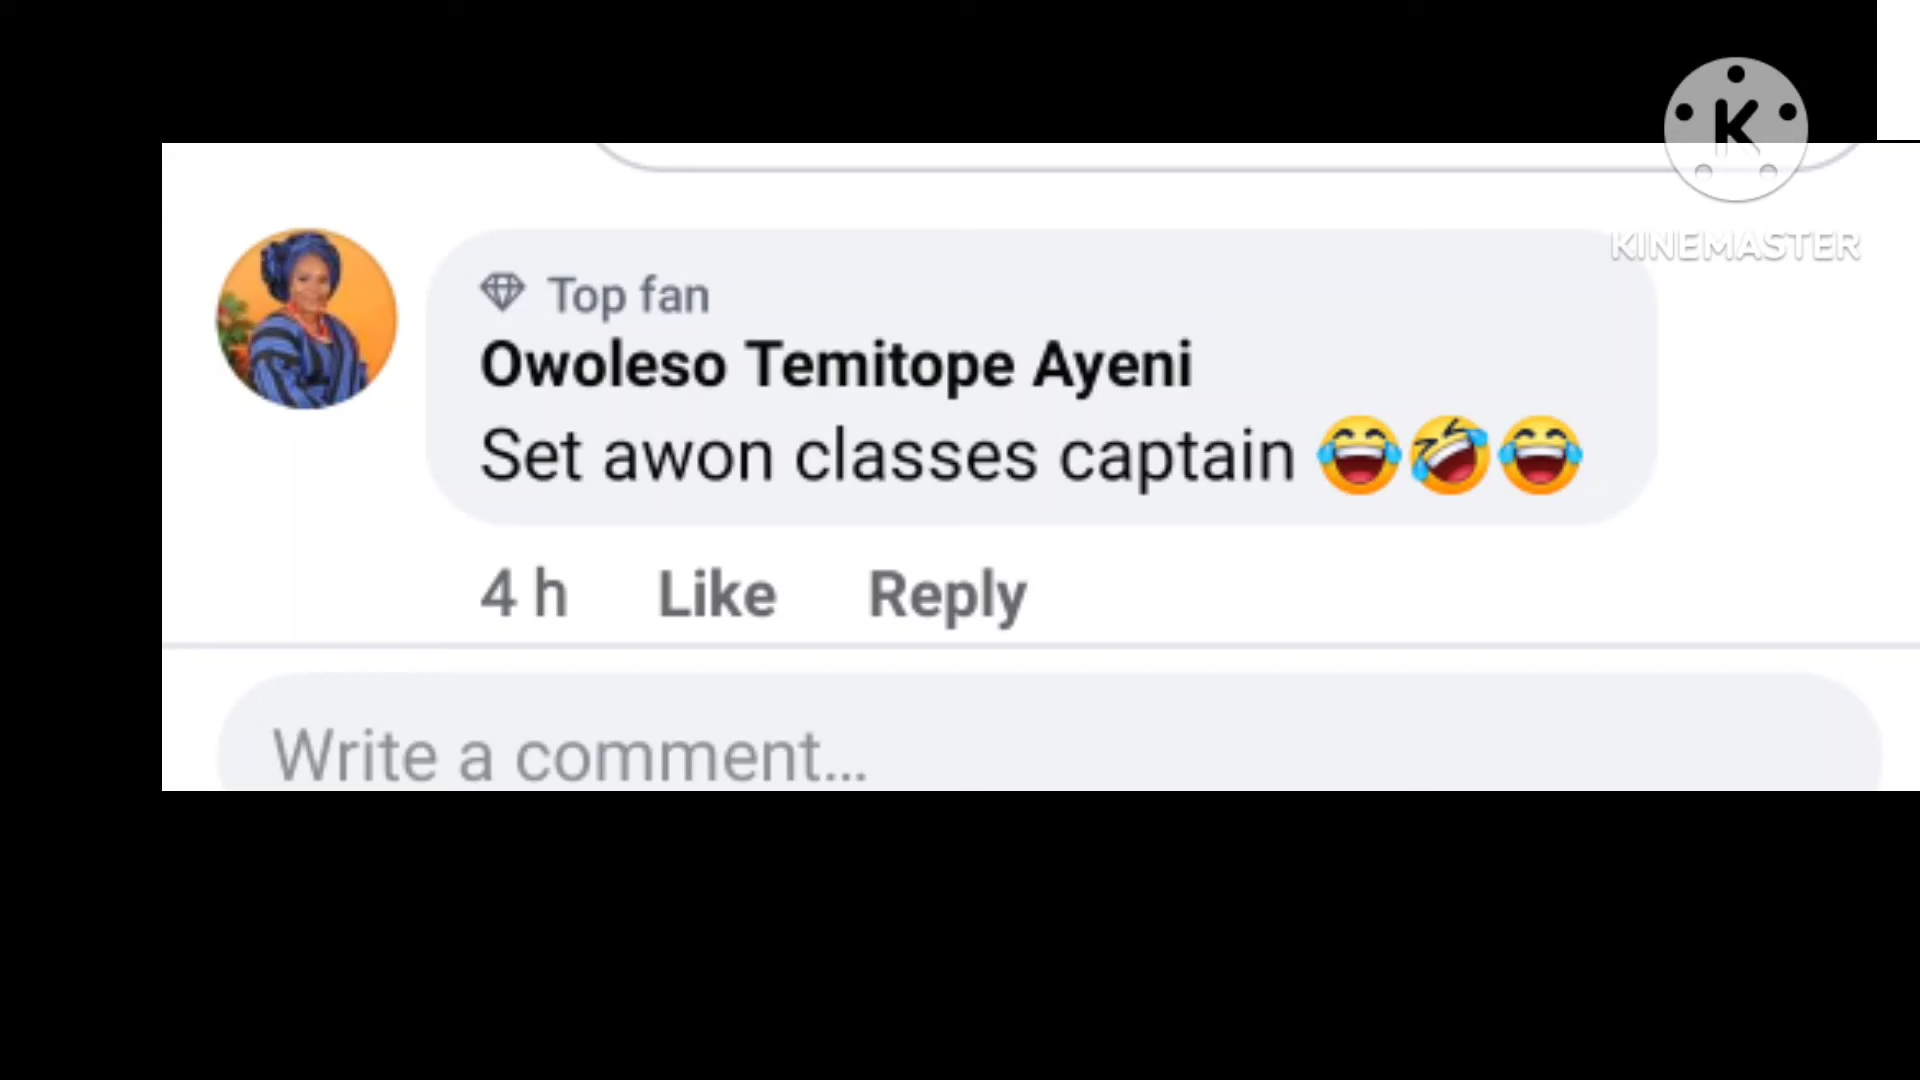 K
KINEMASTER
Top fan
Owoleso Temitope Ayeni
Set awon classes captain 😂🤣😂
4 h Like Reply
Write a comment...